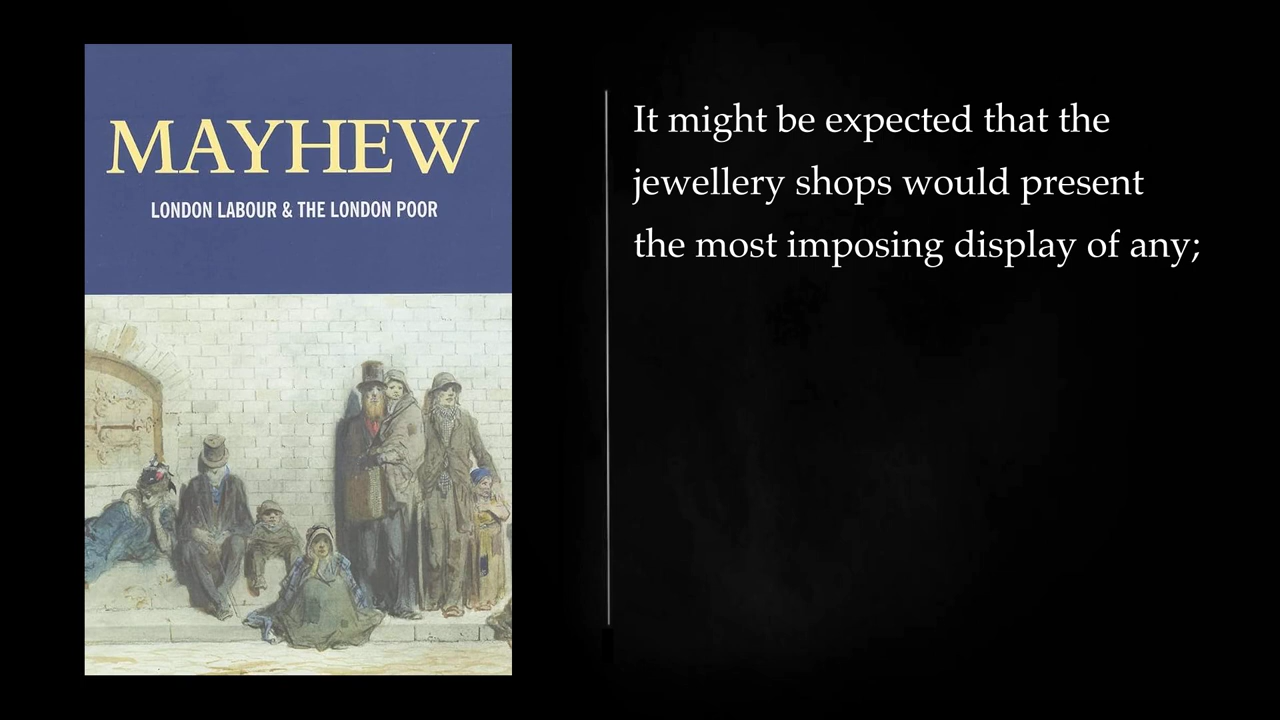 MAYHEW
LONDON LABOUR & THE LONDON POOR
It might be expected that the
jewellery shops would present
the most imposing display of any;